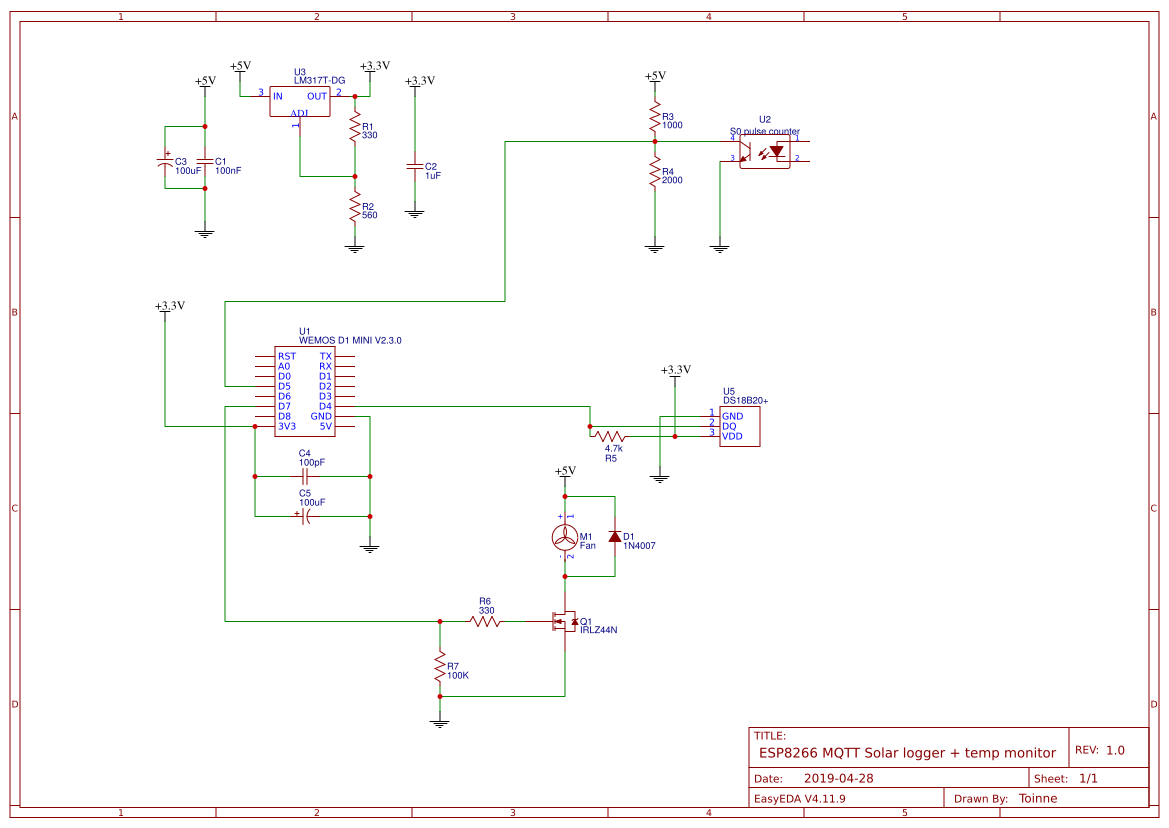 1 2 3 4 5
A A
B B
C C
D D
1 2 3 4 5
+5V
+5V
U3
LM317T-DG
3 IN OUT 2
ADJ
1
+3.3V
+3.3V
C3
100uF
+
C1
100nF
R1
330
R2
560
C2
1uF
+5V
R3
1000
R4
2000
U2
S0 pulse counter
4 1
3 2
+3.3V
U1
WEMOS D1 MINI V2.3.0
RST TX
A0 RX
D0 D1
D5 D2
D6 D3
D7 D4
D8 GND
3V3 5V
C4
100pF
C5
100uF
+
+3.3V
U5
DS18B20+
1 GND
2 DQ
3 VDD
4.7k
R5
+5V
+ 1
M1
Fan
- 2
D1
1N4007
R6
330
Q1
IRLZ44N
R7
100K
TITLE:
ESP8266 MQTT Solar logger + temp monitor
REV: 1.0
Date: 2019-04-28
Sheet: 1/1
EasyEDA V4.11.9
Drawn By: Toinne